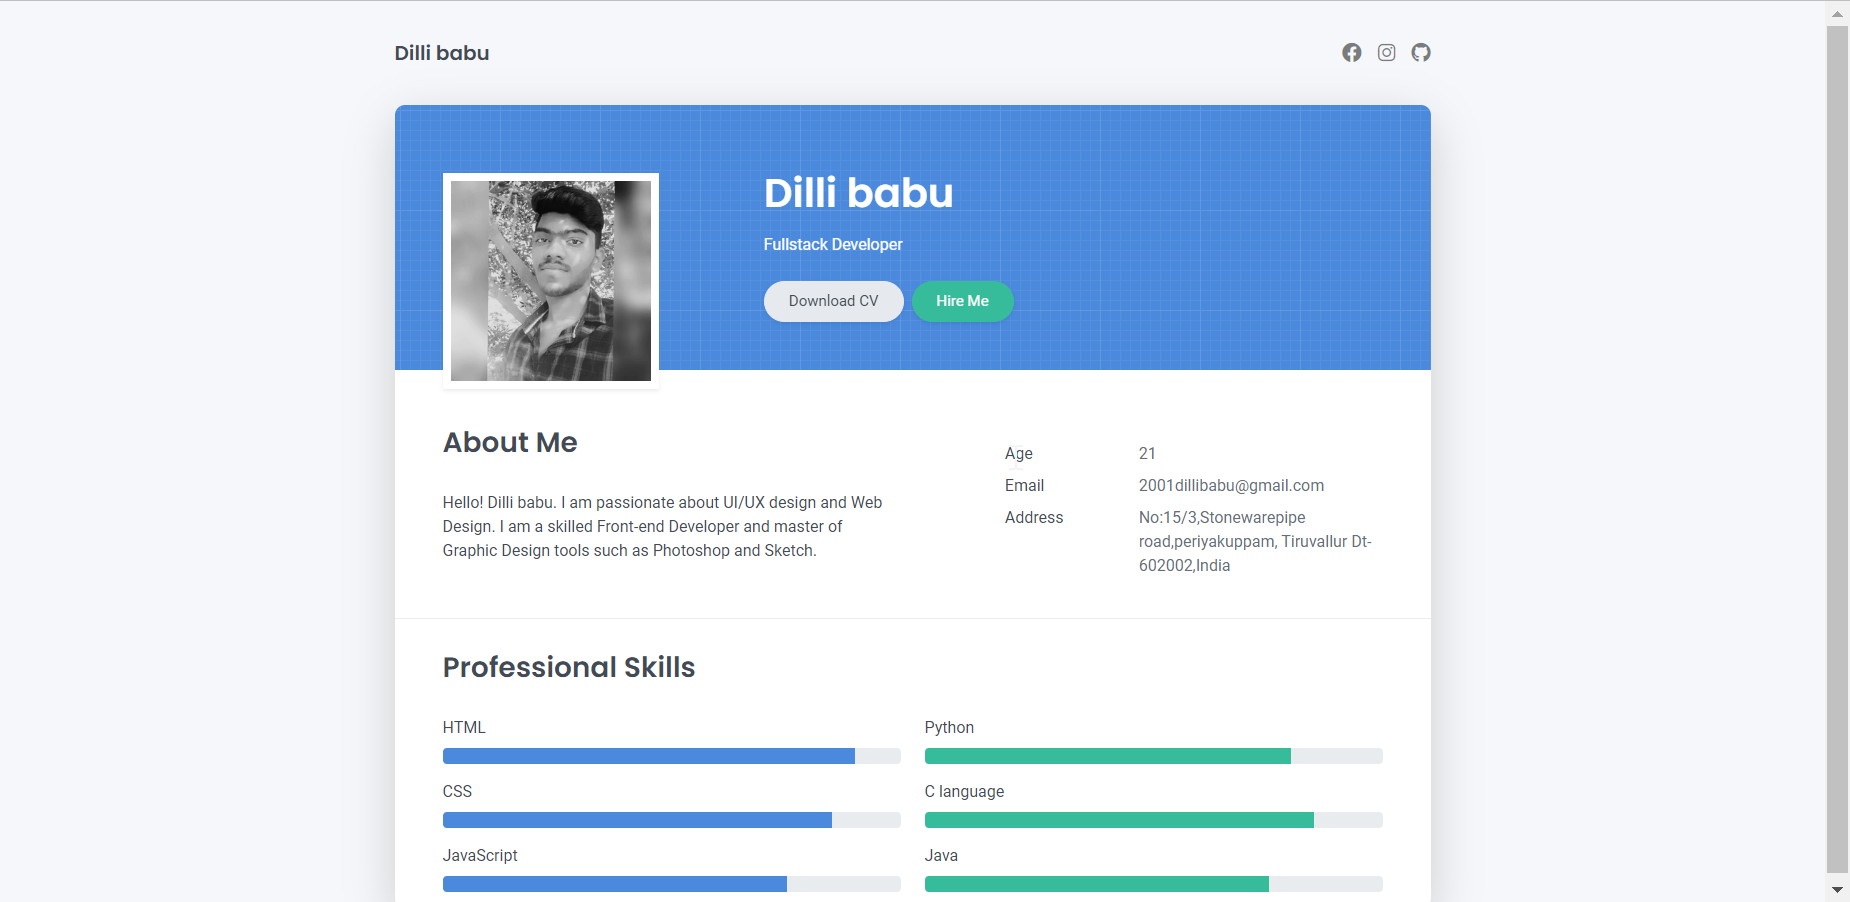 Dilli babu
Dilli babu
Fullstack Developer
Download CV
Hire Me
About Me
Hello! Dilli babu. I am passionate about UI/UX design and Web
Design. I am a skilled Front-end Developer and master of
Graphic Design tools such as Photoshop and Sketch.
Age
21
Email
2001dillibabu@gmail.com
Address
No:15/3,Stonewarepipe
road,periyakuppam, Tiruvallur Dt-
602002,India
Professional Skills
HTML
Python
CSS
C language
JavaScript
Java